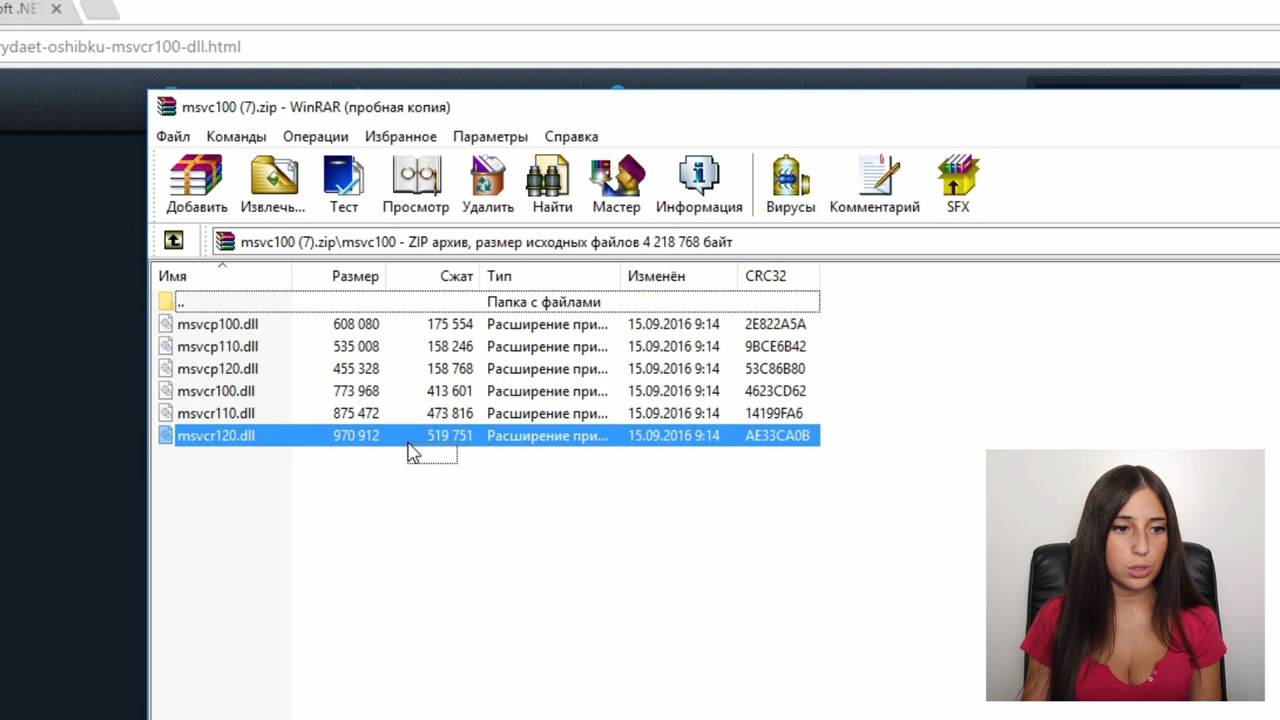 oft .NE
ydaet-oshibku-msvcr100-dll.html
msvc100 (7).zip - WinRAR (пробная копия)
Файл Команды Операции Избранное Параметры Справка
Добавить Извлечь... Тест Просмотр Удалить Найти Мастер Информация Вирусы Комментарий SFX
msvc100 (7).zip\msvc100 - ZIP архив, размер исходных файлов 4 218 768 байт
Имя Размер Сжат Тип Изменён CRC32
.. Папка с файлами
msvcp100.dll 608 080 175 554 Расширение при... 15.09.2016 9:14 2E822A5A
msvcp110.dll 535 008 158 246 Расширение при... 15.09.2016 9:14 9BCE6B42
msvcp120.dll 455 328 158 768 Расширение при... 15.09.2016 9:14 53C86B80
msvcr100.dll 773 968 413 601 Расширение при... 15.09.2016 9:14 4623CD62
msvcr110.dll 875 472 473 816 Расширение при... 15.09.2016 9:14 14199FA6
msvcr120.dll 970 912 519 751 Расширение при... 15.09.2016 9:14 AE33CA0B